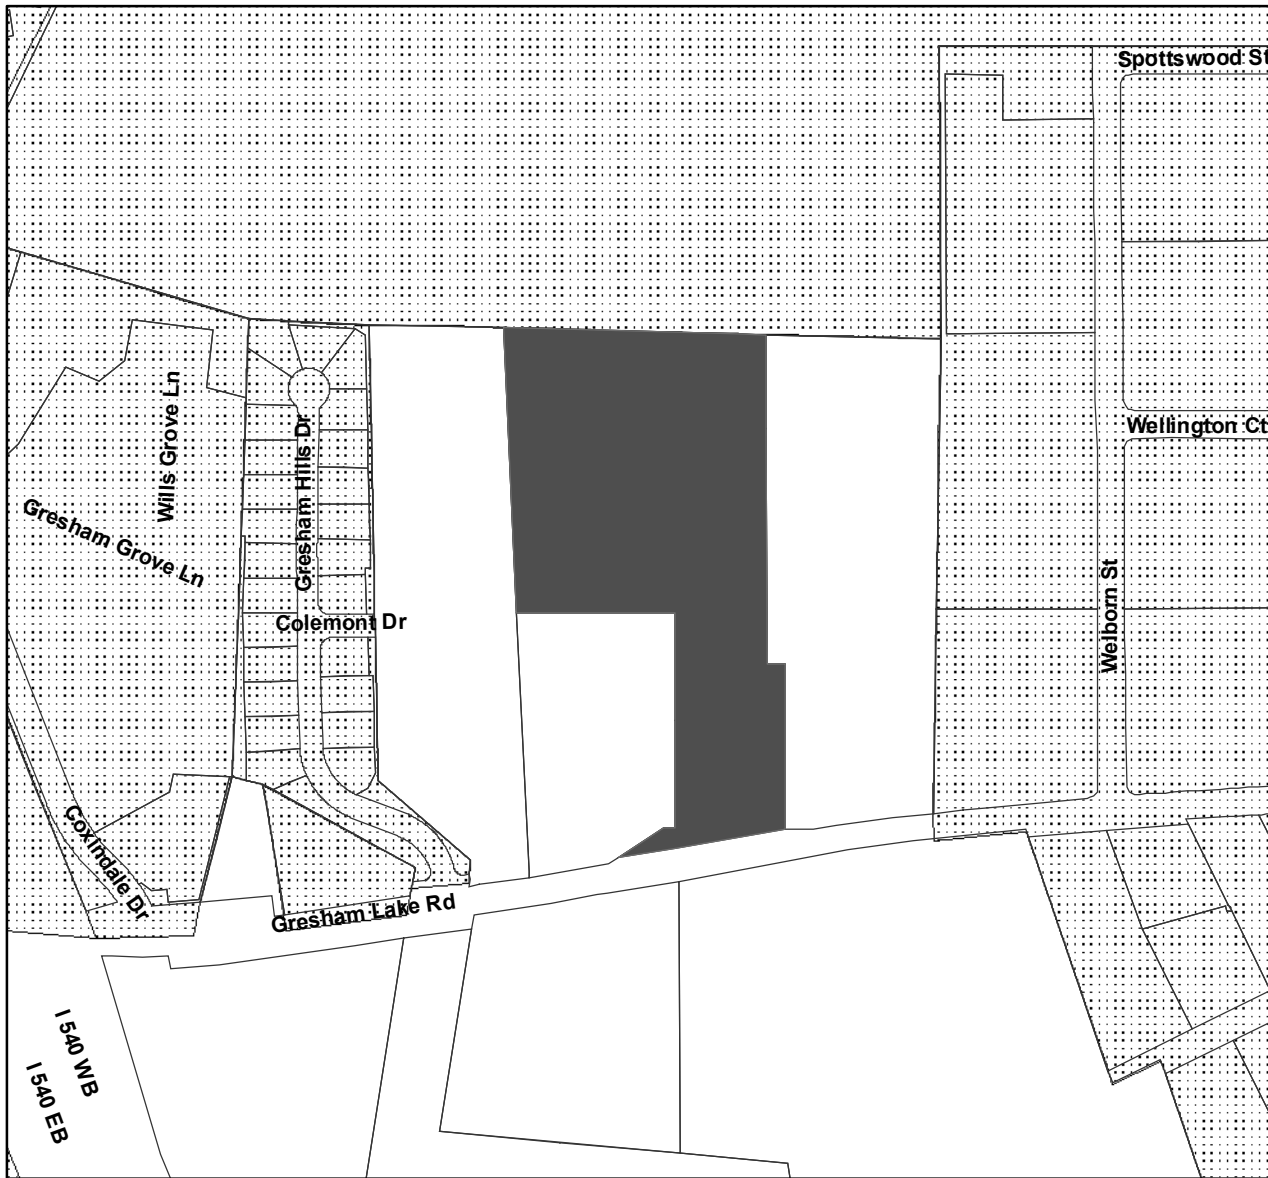 Spottswood St
Wellington Ct
Wills Grove Ln
Gresham Hills Dr
Gresham Grove Ln
Colemont Dr
Welborn St
Coxindale Dr
Gresham Lake Rd
I 540 WB
I 540 EB